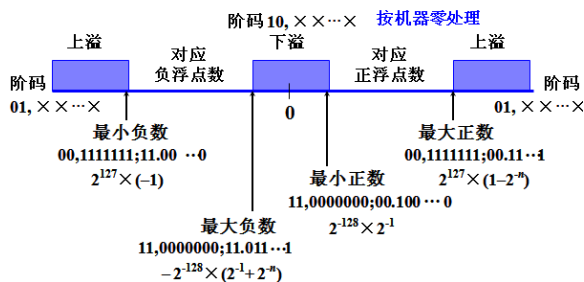 阶码 10, ××···× 按机器零处理
上溢 对应 下溢 对应 上溢
负浮点数 正浮点数
阶码 阶码
01, ××···× 0 01, ××···×
最小负数 最大正数
00,1111111;11.00 ···0 00,1111111;00.11···1
2¹²⁷×(−1) 2¹²⁷×(1−2⁻ⁿ)
最小正数
11,0000000;00.100 ··· 0
2⁻¹²⁸×2⁻¹
最大负数
11,0000000;11.011···1
−2⁻¹²⁸×(2⁻¹+2⁻ⁿ)